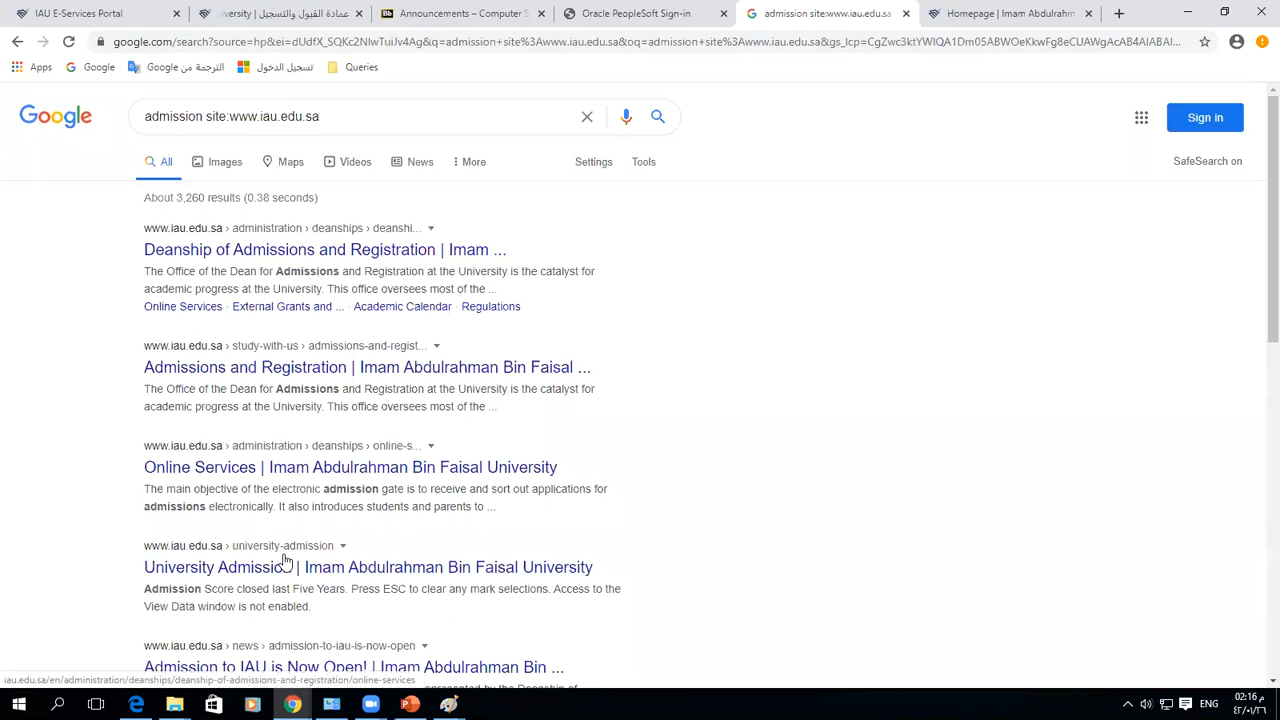 IAU E-Services Portal
عمادة القبول والتسجيل | iversity
Announcements – Computer S
Oracle PeopleSoft Sign-in
admission site:www.iau.edu.sa
Homepage | Imam Abdulrahm
google.com/search?source=hp&ei=dUdfX_SQKc2NlwTuiJv4Ag&q=admission+site%3Awww.iau.edu.sa&oq=admission+site%3Awww.iau.edu.sa&gs_lcp=
Apps
Google
الترجمة من Google
تسجيل الدخول
Queries
Google
admission site:www.iau.edu.sa
Sign in
All
Images
Maps
Videos
News
More
Settings
Tools
SafeSearch on
About 3,260 results (0.38 seconds)
www.iau.edu.sa › administration › deanships › deanshi...
Deanship of Admissions and Registration | Imam ...
The Office of the Dean for Admissions and Registration at the University is the catalyst for
academic progress at the University. This office oversees most of the ...
Online Services · External Grants and ... · Academic Calendar · Regulations
www.iau.edu.sa › study-with-us › admissions-and-regist...
Admissions and Registration | Imam Abdulrahman Bin Faisal ...
The Office of the Dean for Admissions and Registration at the University is the catalyst for
academic progress at the University. This office oversees most of the ...
www.iau.edu.sa › administration › deanships › online-s...
Online Services | Imam Abdulrahman Bin Faisal University
The main objective of the electronic admission gate is to receive and sort out applications for
admissions electronically. It also introduces students and parents to ...
www.iau.edu.sa › university-admission
University Admission | Imam Abdulrahman Bin Faisal University
Admission Score closed last Five Years. Press ESC to clear any mark selections. Access to the
View Data window is not enabled.
www.iau.edu.sa › news › admission-to-iau-is-now-open
Admission to IAU is Now Open! | Imam Abdulrahman Bin ...
iau.edu.sa/en/administration/deanships/deanship-of-admissions-and-registration/online-services
ENG
02:16 م